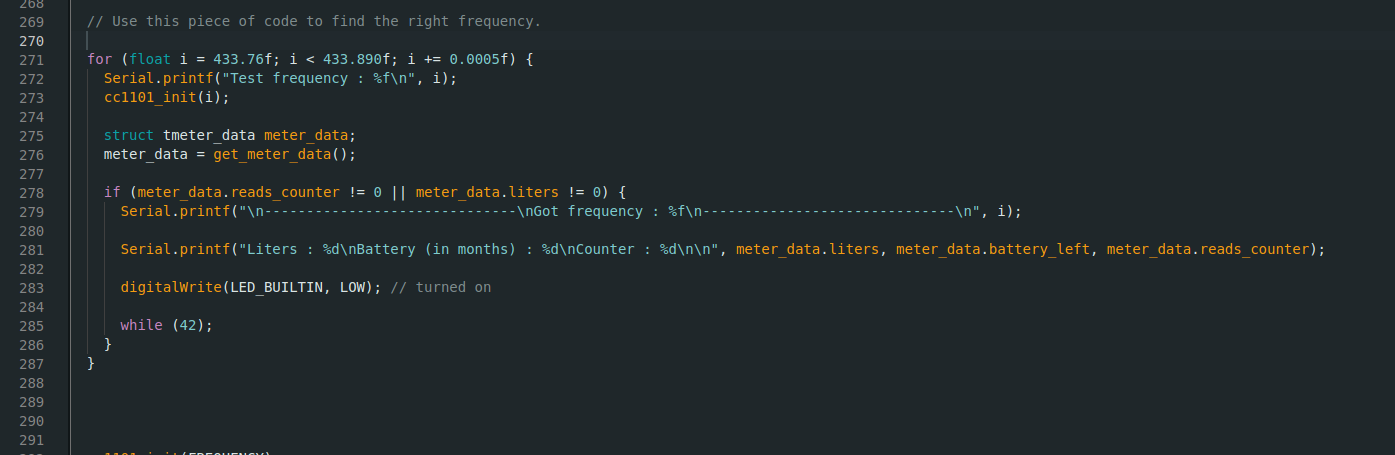 268
269 // Use this piece of code to find the right frequency.
270
271 for (float i = 433.76f; i < 433.890f; i += 0.0005f) {
272 Serial.printf("Test frequency : %f\n", i);
273 cc1101_init(i);
274
275 struct tmeter_data meter_data;
276 meter_data = get_meter_data();
277
278 if (meter_data.reads_counter != 0 || meter_data.liters != 0) {
279 Serial.printf("\n------------------------------\nGot frequency : %f\n------------------------------\n", i);
280
281 Serial.printf("Liters : %d\nBattery (in months) : %d\nCounter : %d\n\n", meter_data.liters, meter_data.battery_left, meter_data.reads_counter);
282
283 digitalWrite(LED_BUILTIN, LOW); // turned on
284
285 while (42);
286 }
287 }
288
289
290
291